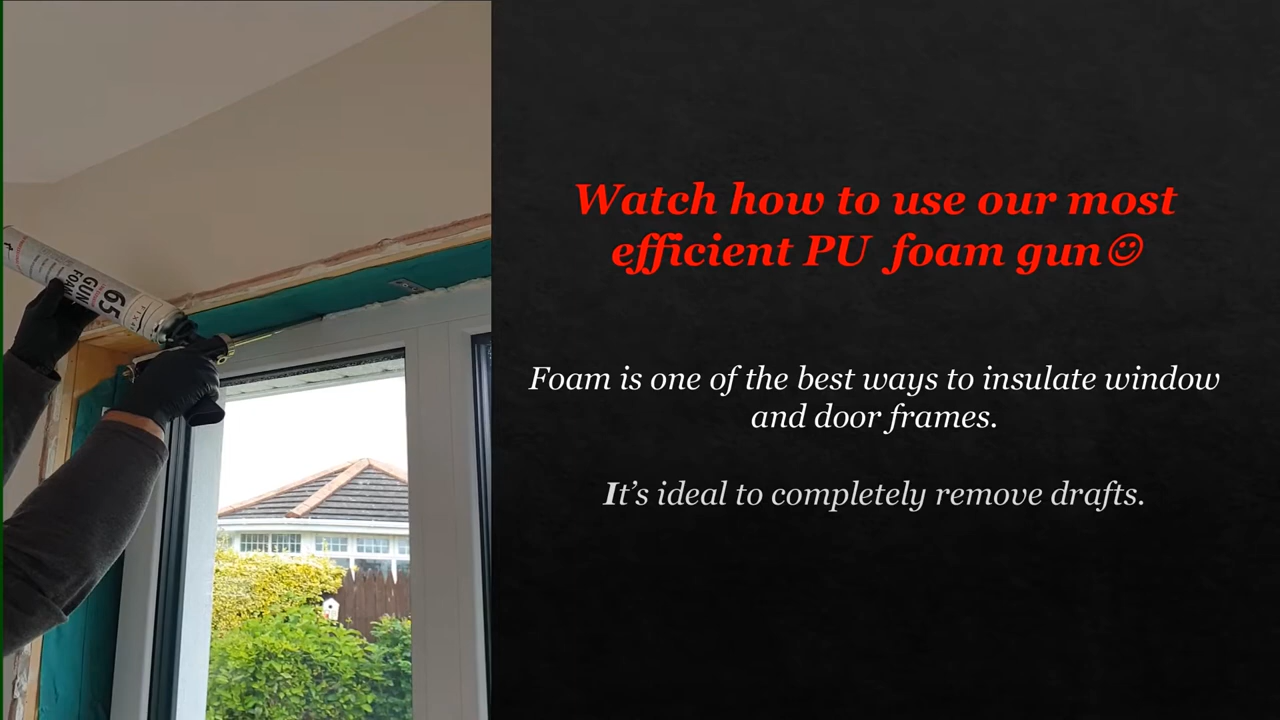 Watch how to use our most
efficient PU foam gun☺
Foam is one of the best ways to insulate window
and door frames.
It’s ideal to completely remove drafts.
65
GUN
FOAM